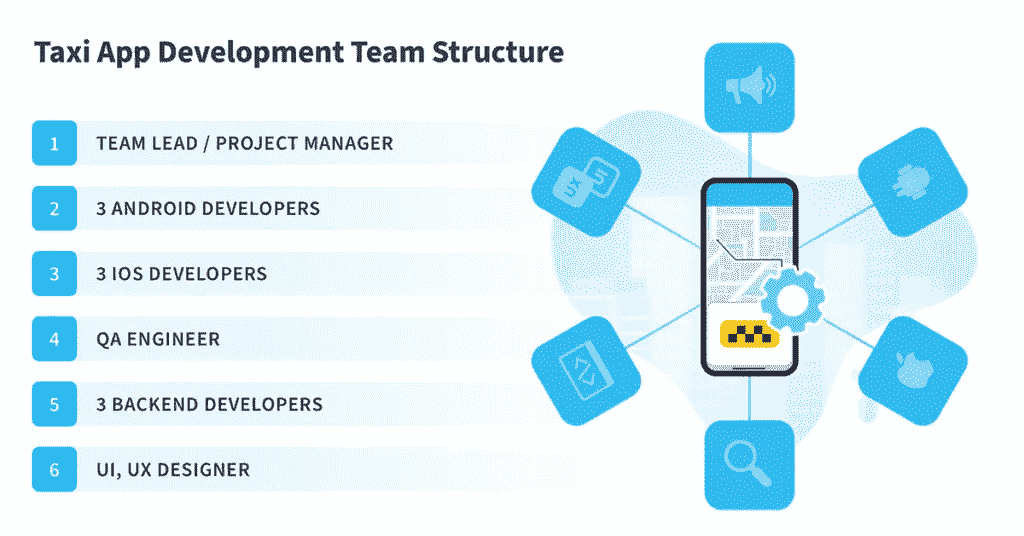 Taxi App Development Team Structure
1 TEAM LEAD / PROJECT MANAGER
2 3 ANDROID DEVELOPERS
3 3 IOS DEVELOPERS
4 QA ENGINEER
5 3 BACKEND DEVELOPERS
6 UI, UX DESIGNER
UX
5